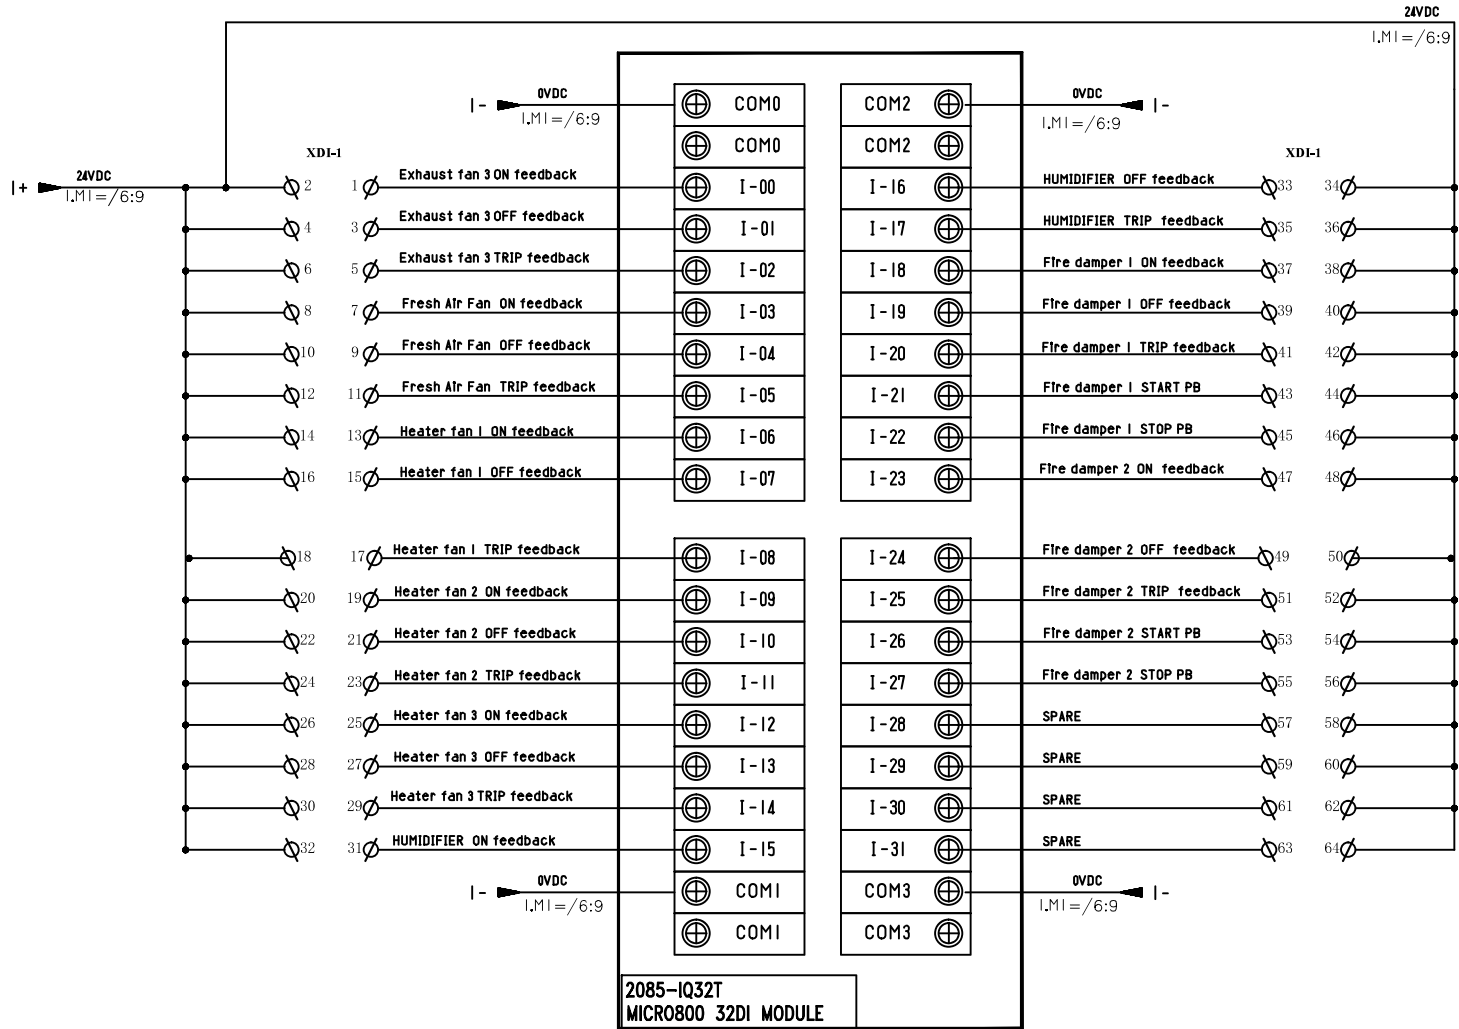 24VDC
1.M1=/6:9
1- 0VDC COM0 COM2 0VDC 1-
1.M1=/6:9 1.M1=/6:9
COM0 COM2
XDI-1 XDI-1
1+ 24VDC 2 1 Exhaust fan 3 ON feedback I-00 I-16 HUMIDIFIER OFF feedback 33 34
1.M1=/6:9
4 3 Exhaust fan 3 OFF feedback I-01 I-17 HUMIDIFIER TRIP feedback 35 36
6 5 Exhaust fan 3 TRIP feedback I-02 I-18 Fire damper 1 ON feedback 37 38
8 7 Fresh Air Fan ON feedback I-03 I-19 Fire damper 1 OFF feedback 39 40
10 9 Fresh Air Fan OFF feedback I-04 I-20 Fire damper 1 TRIP feedback 41 42
12 11 Fresh Air Fan TRIP feedback I-05 I-21 Fire damper 1 START PB 43 44
14 13 Heater fan 1 ON feedback I-06 I-22 Fire damper 1 STOP PB 45 46
16 15 Heater fan 1 OFF feedback I-07 I-23 Fire damper 2 ON feedback 47 48
18 17 Heater fan 1 TRIP feedback I-08 I-24 Fire damper 2 OFF feedback 49 50
20 19 Heater fan 2 ON feedback I-09 I-25 Fire damper 2 TRIP feedback 51 52
22 21 Heater fan 2 OFF feedback I-10 I-26 Fire damper 2 START PB 53 54
24 23 Heater fan 2 TRIP feedback I-11 I-27 Fire damper 2 STOP PB 55 56
26 25 Heater fan 3 ON feedback I-12 I-28 SPARE 57 58
28 27 Heater fan 3 OFF feedback I-13 I-29 SPARE 59 60
30 29 Heater fan 3 TRIP feedback I-14 I-30 SPARE 61 62
32 31 HUMIDIFIER ON feedback I-15 I-31 SPARE 63 64
1- 0VDC COM1 COM3 0VDC 1-
1.M1=/6:9 1.M1=/6:9
COM1 COM3
2085-IQ32T
MICRO800 32DI MODULE